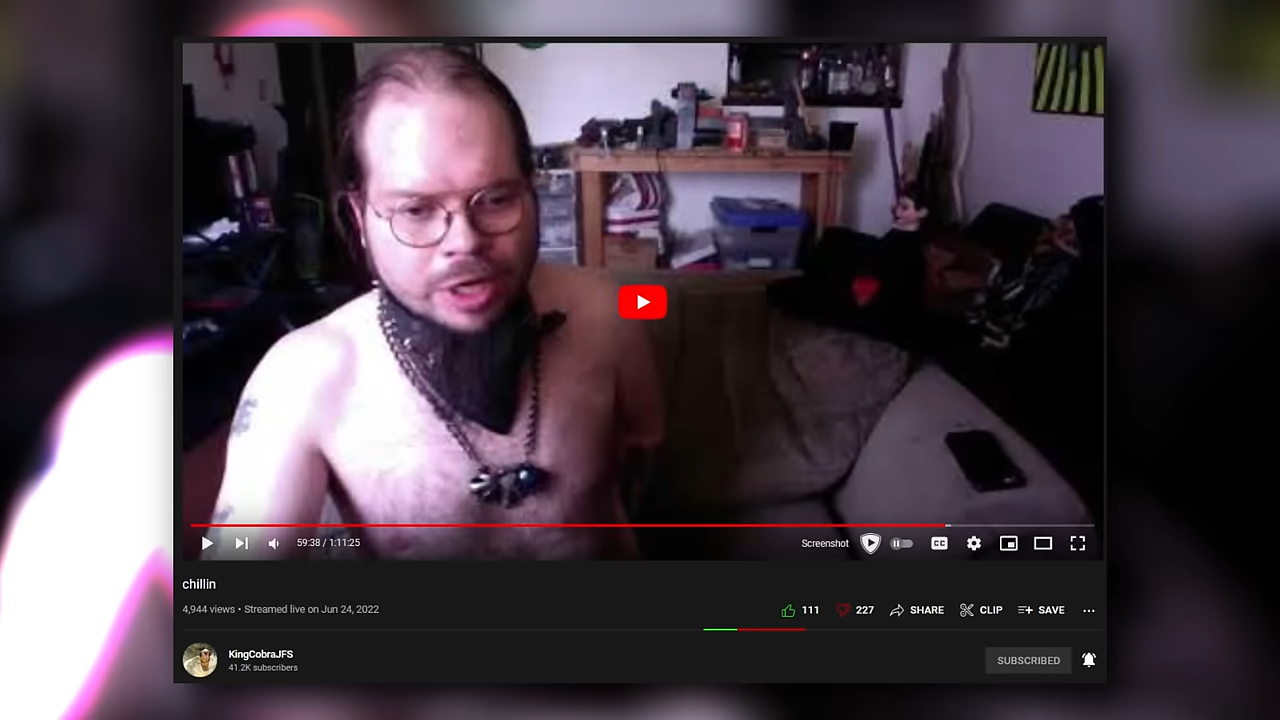 59:38 / 1:11:25
Screenshot
CC
chillin
4,944 views • Streamed live on Jun 24, 2022
111
227
SHARE
CLIP
SAVE
KingCobraJFS
41.2K subscribers
SUBSCRIBED